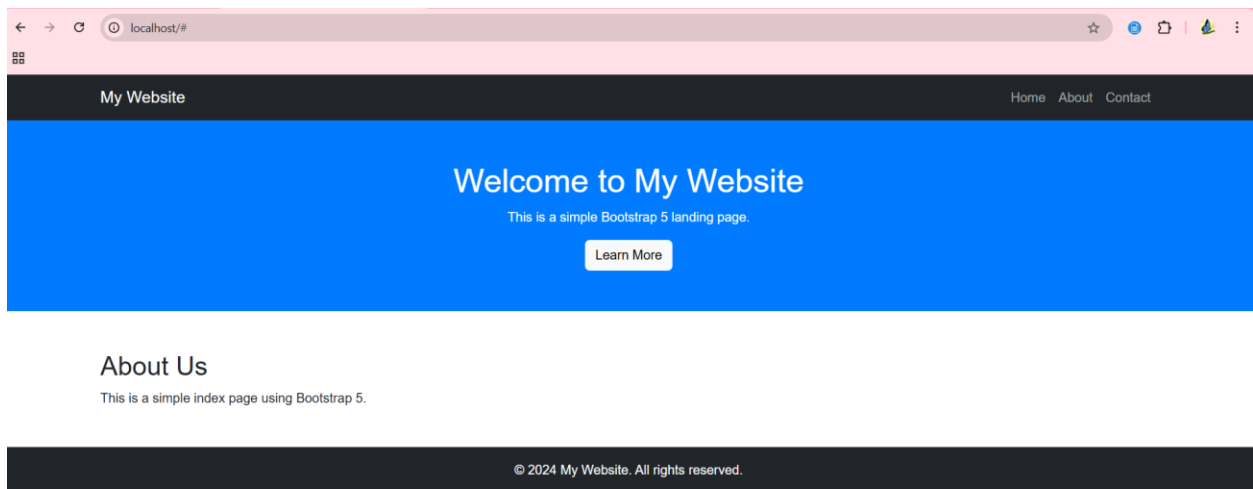 localhost/#
My Website
Home About Contact
Welcome to My Website
This is a simple Bootstrap 5 landing page.
Learn More
About Us
This is a simple index page using Bootstrap 5.
© 2024 My Website. All rights reserved.